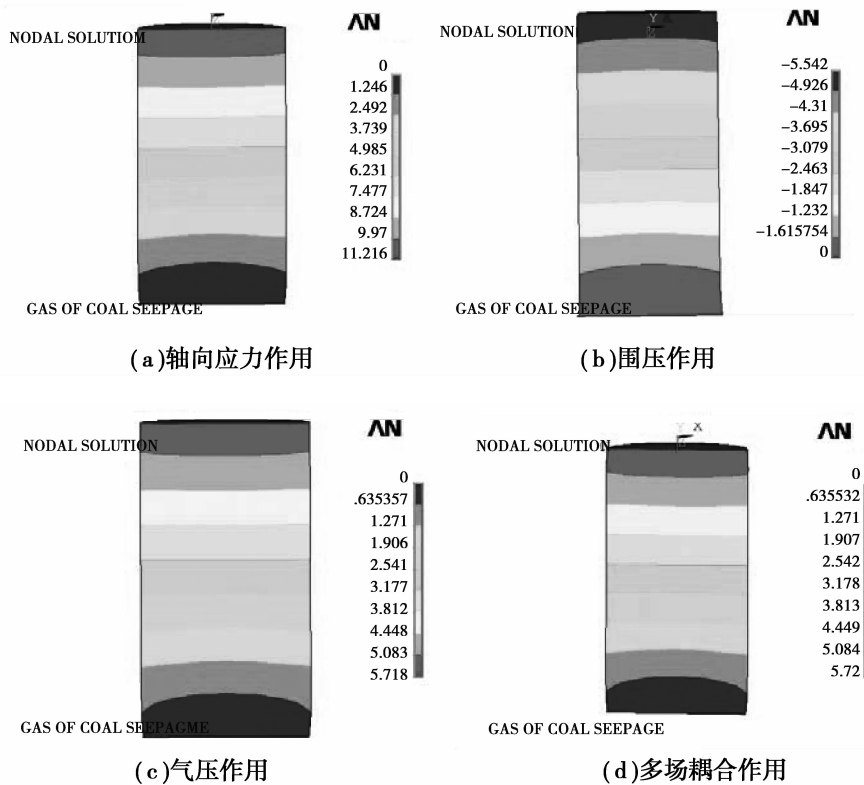 NODAL SOLUTIOM
ΛN
0
1.246
2.492
3.739
4.985
6.231
7.477
8.724
9.97
11.216
GAS OF COAL SEEPAGE
(a)轴向应力作用
Y
NODAL SOLUTION
ΛN
-5.542
-4.926
-4.31
-3.695
-3.079
-2.463
-1.847
-1.232
-1.615754
0
GAS OF COAL SEEPAGE
(b)围压作用
NODAL SOLUTION
ΛN
0
.635357
1.271
1.906
2.541
3.177
3.812
4.448
5.083
5.718
GAS OF COAL SEEPAGME
(c)气压作用
Y X
NODAL SOLUTION
ΛN
0
.635532
1.271
1.907
2.542
3.178
3.813
4.449
5.084
5.72
GAS OF COAL SEEPAGE
(d)多场耦合作用